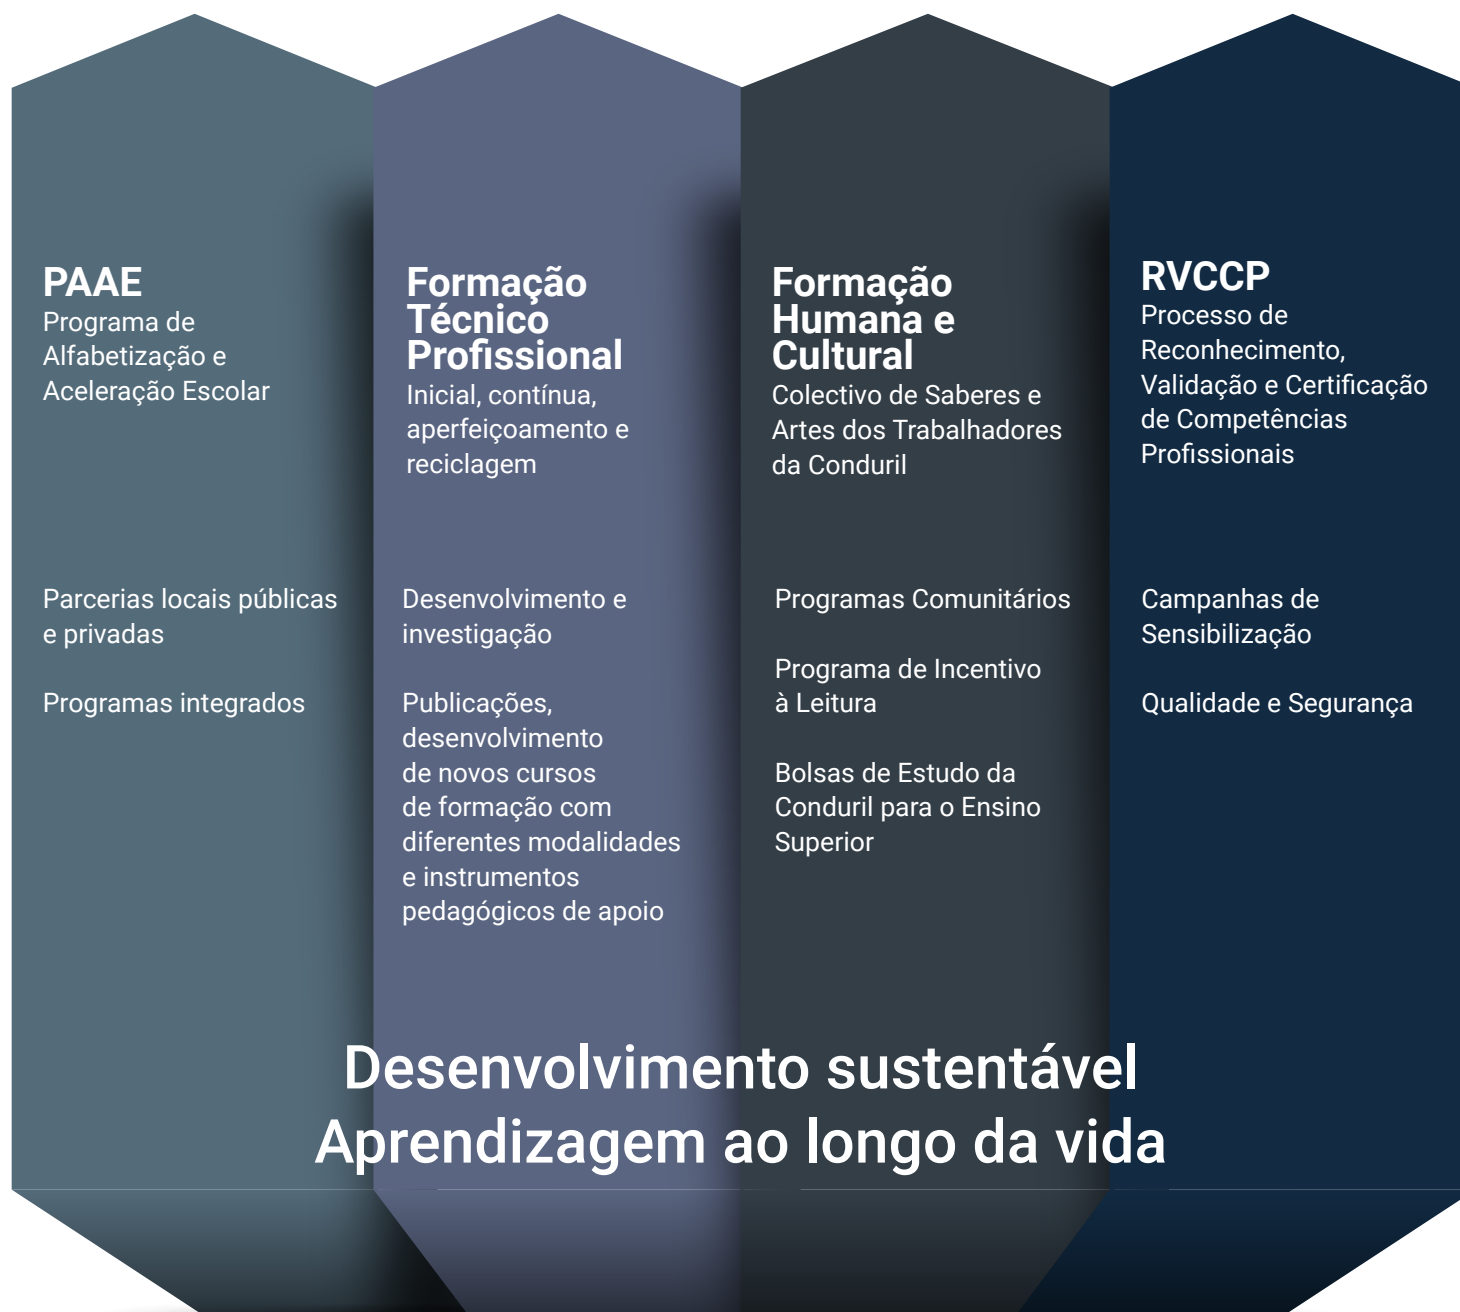 PAAE
Programa de
Alfabetização e
Aceleração Escolar
Parcerias locais públicas
e privadas
Programas integrados
Formação
Técnico
Profissional
Inicial, contínua,
aperfeiçoamento e
reciclagem
Desenvolvimento e
investigação
Publicações,
desenvolvimento
de novos cursos
de formação com
diferentes modalidades
e instrumentos
pedagógicos de apoio
Formação
Humana e
Cultural
Colectivo de Saberes e
Artes dos Trabalhadores
da Conduril
Programas Comunitários
Programa de Incentivo
à Leitura
Bolsas de Estudo da
Conduril para o Ensino
Superior
RVCCP
Processo de
Reconhecimento,
Validação e Certificação
de Competências
Profissionais
Campanhas de
Sensibilização
Qualidade e Segurança
Desenvolvimento sustentável
Aprendizagem ao longo da vida